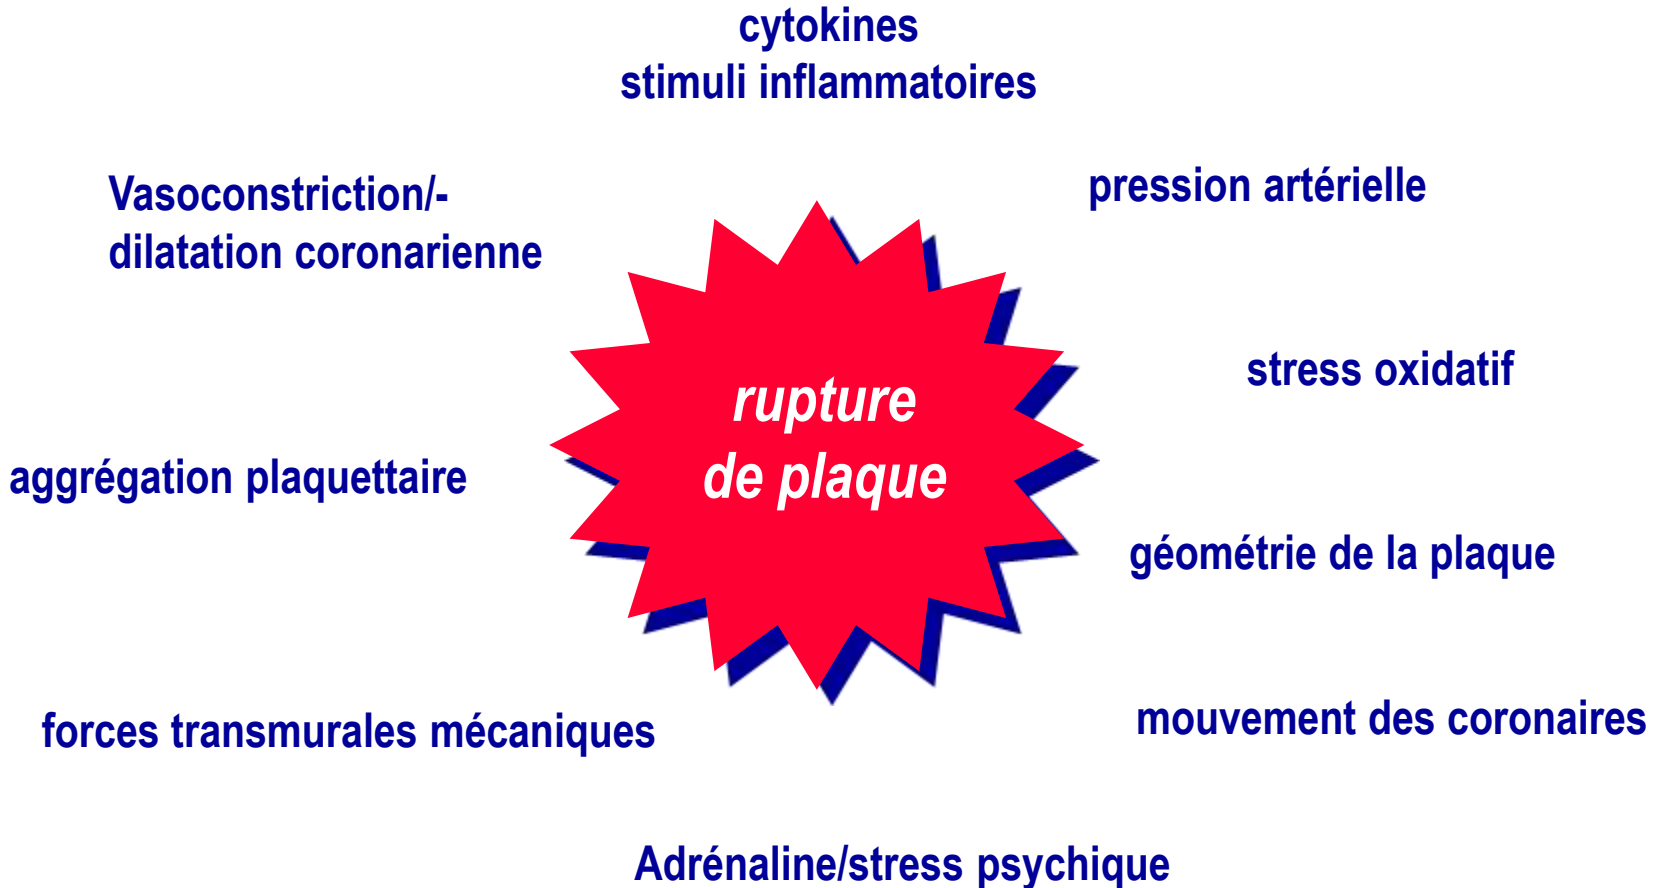 cytokines
stimuli inflammatoires
Vasoconstriction/-
dilatation coronarienne
pression artérielle
stress oxidatif
rupture
de plaque
aggrégation plaquettaire
géométrie de la plaque
forces transmurales mécaniques
mouvement des coronaires
Adrénaline/stress psychique